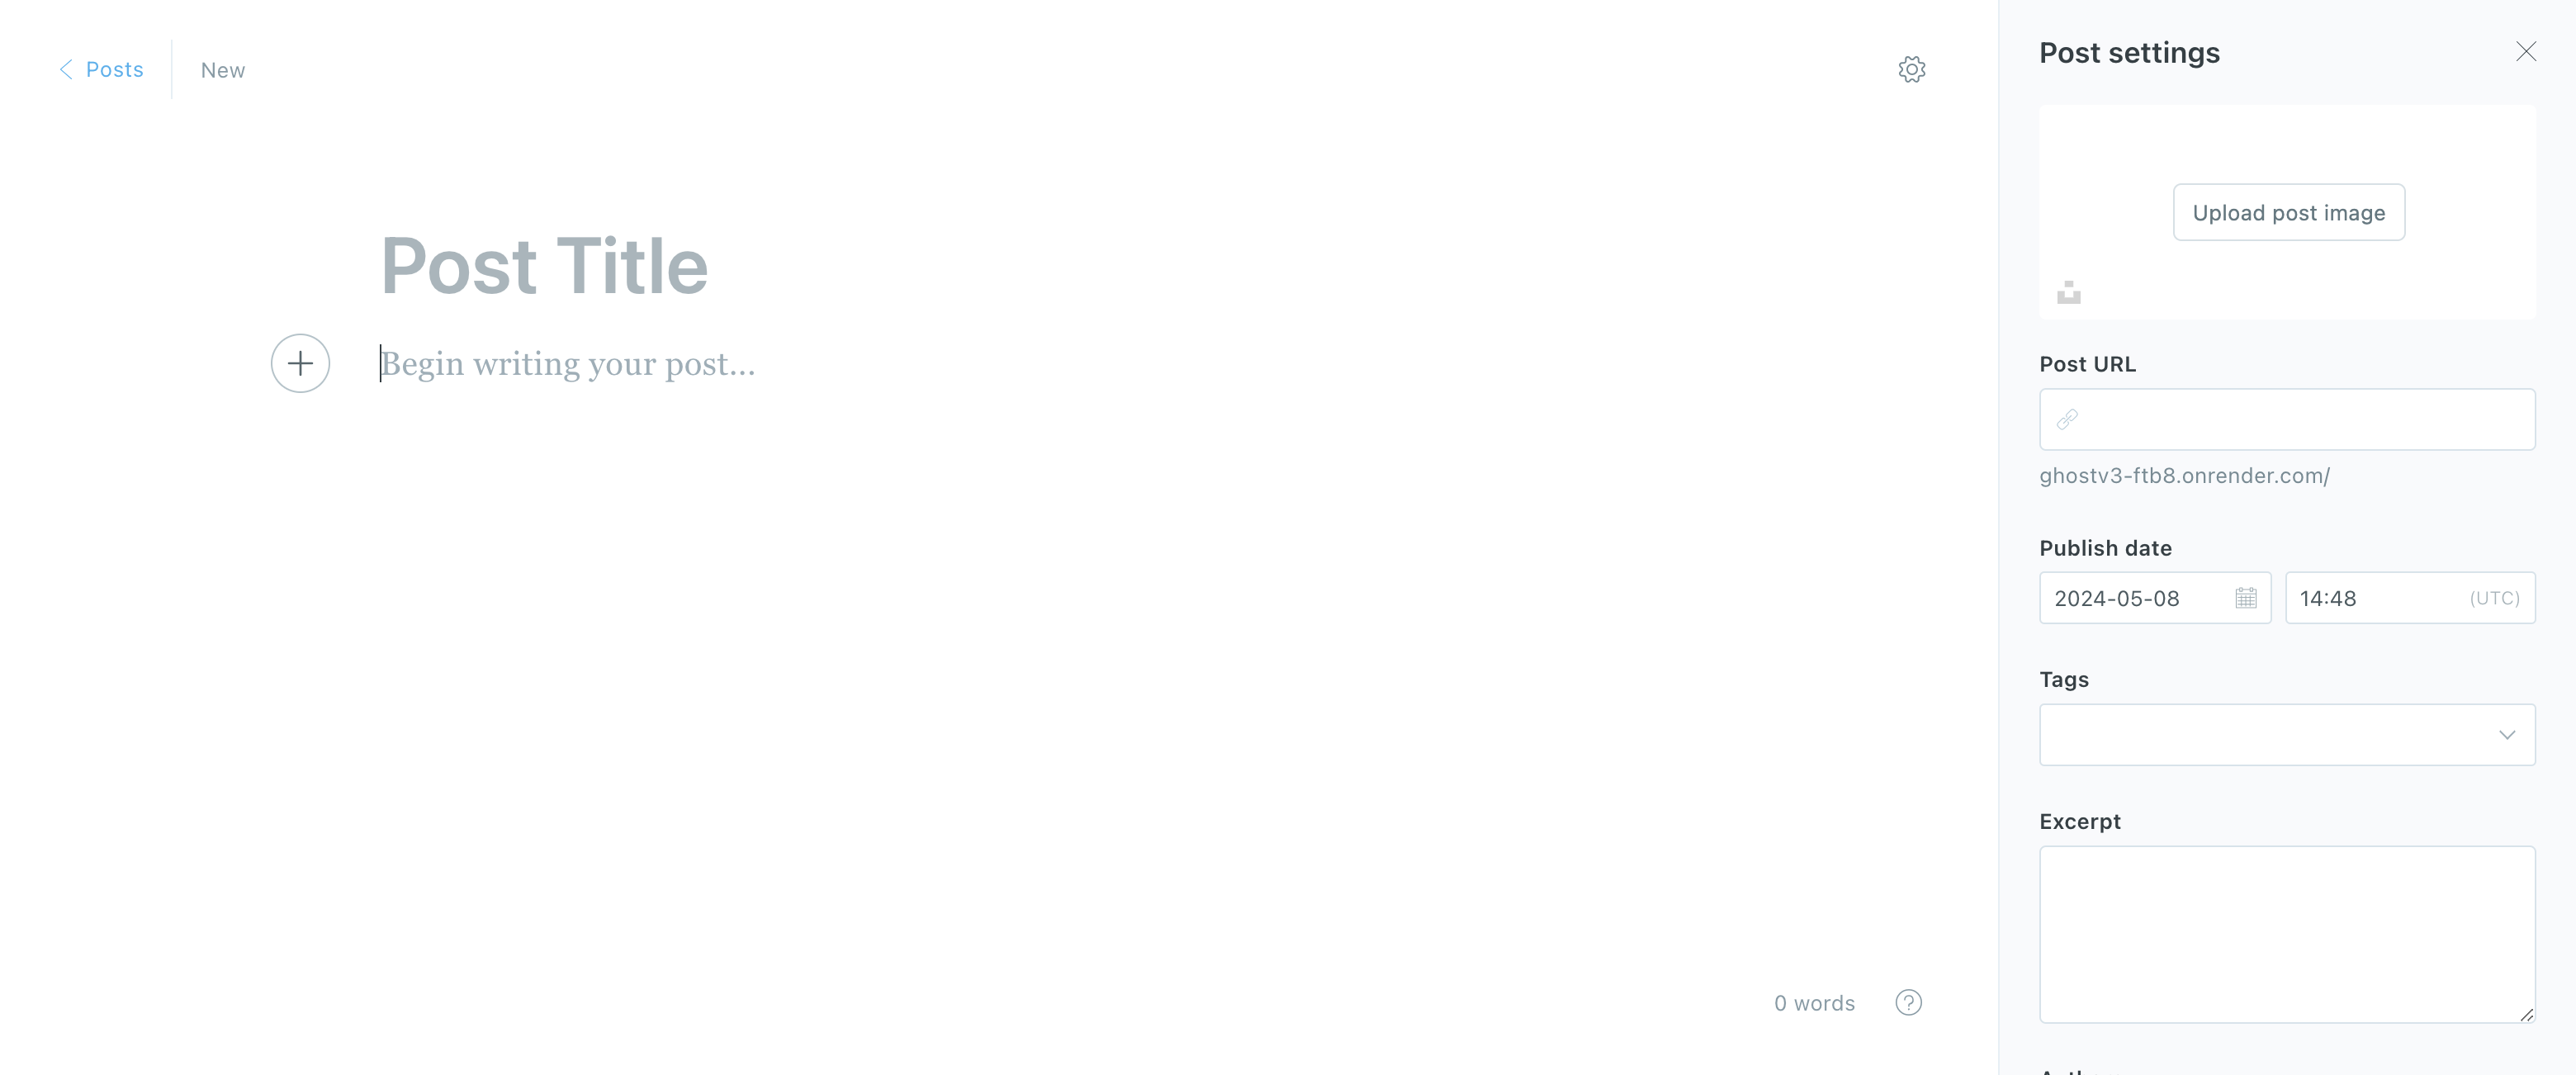 Posts
New
Post Title
Begin writing your post...
0 words
?
Post settings
Upload post image
Post URL
ghostv3-ftb8.onrender.com/
Publish date
2024-05-08
14:48 (UTC)
Tags
Excerpt